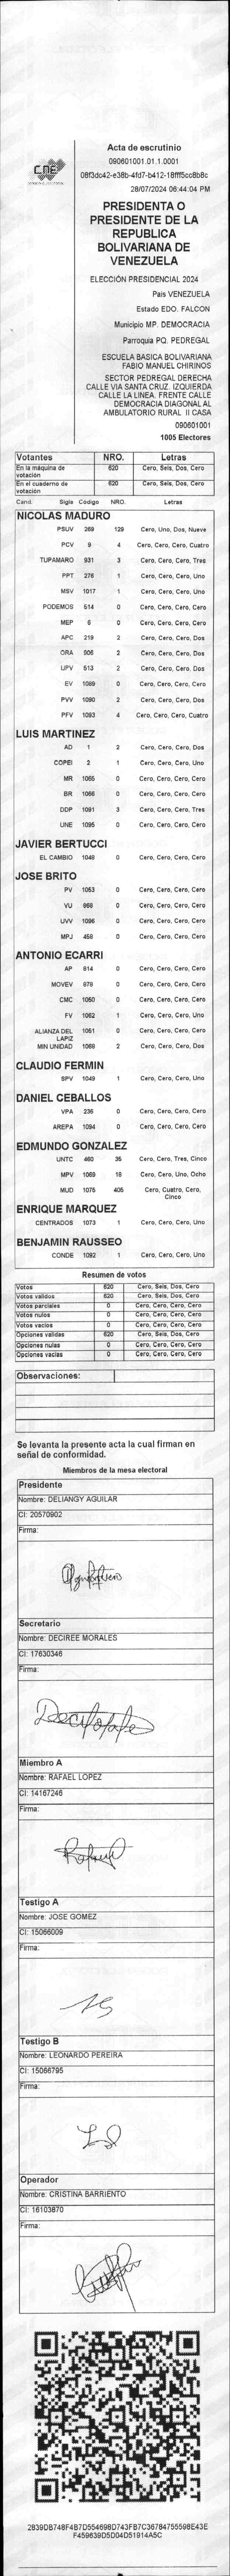 CNE
Acta de escrutinio
090601001.01.1.0001
08f3dc42-e38b-4fd7-b412-18fff5cc8b8c
28/07/2024 06:44:04 PM
PRESIDENTA O
PRESIDENTE DE LA
REPUBLICA
BOLIVARIANA DE
VENEZUELA
ELECCIÓN PRESIDENCIAL 2024
Pais VENEZUELA
Estado EDO. FALCON
Municipio MP. DEMOCRACIA
Parroquia PQ. PEDREGAL
ESCUELA BASICA BOLIVARIANA
FABIO MANUEL CHIRINOS
SECTOR PEDREGAL DERECHA
CALLE VIA SANTA CRUZ. IZQUIERDA
CALLE LA LINEA. FRENTE CALLE
DEMOCRACIA DIAGONAL AL
AMBULATORIO RURAL II CASA
090601001
1005 Electores
Votantes NRO. Letras
En la máquina de votación 620 Cero, Seis, Dos, Cero
En el cuaderno de votación 620 Cero, Seis, Dos, Cero
Cand. Sigla Código NRO. Letras
NICOLAS MADURO
PSUV 269 129 Cero, Uno, Dos, Nueve
PCV 9 4 Cero, Cero, Cero, Cuatro
TUPAMARO 931 3 Cero, Cero, Cero, Tres
PPT 276 1 Cero, Cero, Cero, Uno
MSV 1017 1 Cero, Cero, Cero, Uno
PODEMOS 514 0 Cero, Cero, Cero, Cero
MEP 6 0 Cero, Cero, Cero, Cero
APC 219 2 Cero, Cero, Cero, Dos
ORA 506 2 Cero, Cero, Cero, Dos
UPV 513 2 Cero, Cero, Cero, Dos
EV 1089 0 Cero, Cero, Cero, Cero
PVV 1090 2 Cero, Cero, Cero, Dos
PFV 1093 4 Cero, Cero, Cero, Cuatro
LUIS MARTINEZ
AD 1 2 Cero, Cero, Cero, Dos
COPEI 2 1 Cero, Cero, Cero, Uno
MR 1065 0 Cero, Cero, Cero, Cero
BR 1066 0 Cero, Cero, Cero, Cero
DDP 1091 3 Cero, Cero, Cero, Tres
UNE 1095 0 Cero, Cero, Cero, Cero
JAVIER BERTUCCI
EL CAMBIO 1048 0 Cero, Cero, Cero, Cero
JOSE BRITO
PV 1053 0 Cero, Cero, Cero, Cero
VU 868 0 Cero, Cero, Cero, Cero
UVV 1096 0 Cero, Cero, Cero, Cero
MPJ 458 0 Cero, Cero, Cero, Cero
ANTONIO ECARRI
AP 814 0 Cero, Cero, Cero, Cero
MOVEV 878 0 Cero, Cero, Cero, Cero
CMC 1050 0 Cero, Cero, Cero, Cero
FV 1062 1 Cero, Cero, Cero, Uno
ALIANZA DEL LAPIZ 1051 0 Cero, Cero, Cero, Cero
MIN UNIDAD 1068 2 Cero, Cero, Cero, Dos
CLAUDIO FERMIN
SPV 1049 1 Cero, Cero, Cero, Uno
DANIEL CEBALLOS
VPA 236 0 Cero, Cero, Cero, Cero
AREPA 1094 0 Cero, Cero, Cero, Cero
EDMUNDO GONZALEZ
UNTC 460 35 Cero, Cero, Tres, Cinco
MPV 1069 18 Cero, Cero, Uno, Ocho
MUD 1075 405 Cero, Cuatro, Cero, Cinco
ENRIQUE MARQUEZ
CENTRADOS 1073 1 Cero, Cero, Cero, Uno
BENJAMIN RAUSSEO
CONDE 1092 1 Cero, Cero, Cero, Uno
Resumen de votos
Votos 620 Cero, Seis, Dos, Cero
Votos validos 620 Cero, Seis, Dos, Cero
Votos parciales 0 Cero, Cero, Cero, Cero
Votos nulos 0 Cero, Cero, Cero, Cero
Votos vacios 0 Cero, Cero, Cero, Cero
Opciones validas 620 Cero, Seis, Dos, Cero
Opciones nulas 0 Cero, Cero, Cero, Cero
Opciones vacias 0 Cero, Cero, Cero, Cero
Observaciones:
Se levanta la presente acta la cual firman en
señal de conformidad.
Miembros de la mesa electoral
Presidente
Nombre: DELIANGY AGUILAR
CI: 20570902
Firma:
Secretario
Nombre: DECIREE MORALES
CI: 17630346
Firma:
Miembro A
Nombre: RAFAEL LOPEZ
CI: 14167246
Firma:
Rafael
Testigo A
Nombre: JOSE GOMEZ
CI: 15066009
Firma:
Testigo B
Nombre: LEONARDO PEREIRA
CI: 15066795
Firma:
Operador
Nombre: CRISTINA BARRIENTO
CI: 16103870
Firma:
2839DB748F4B7D554698D743FB7C36784755598E43E
F459639D5D04D51914A5C